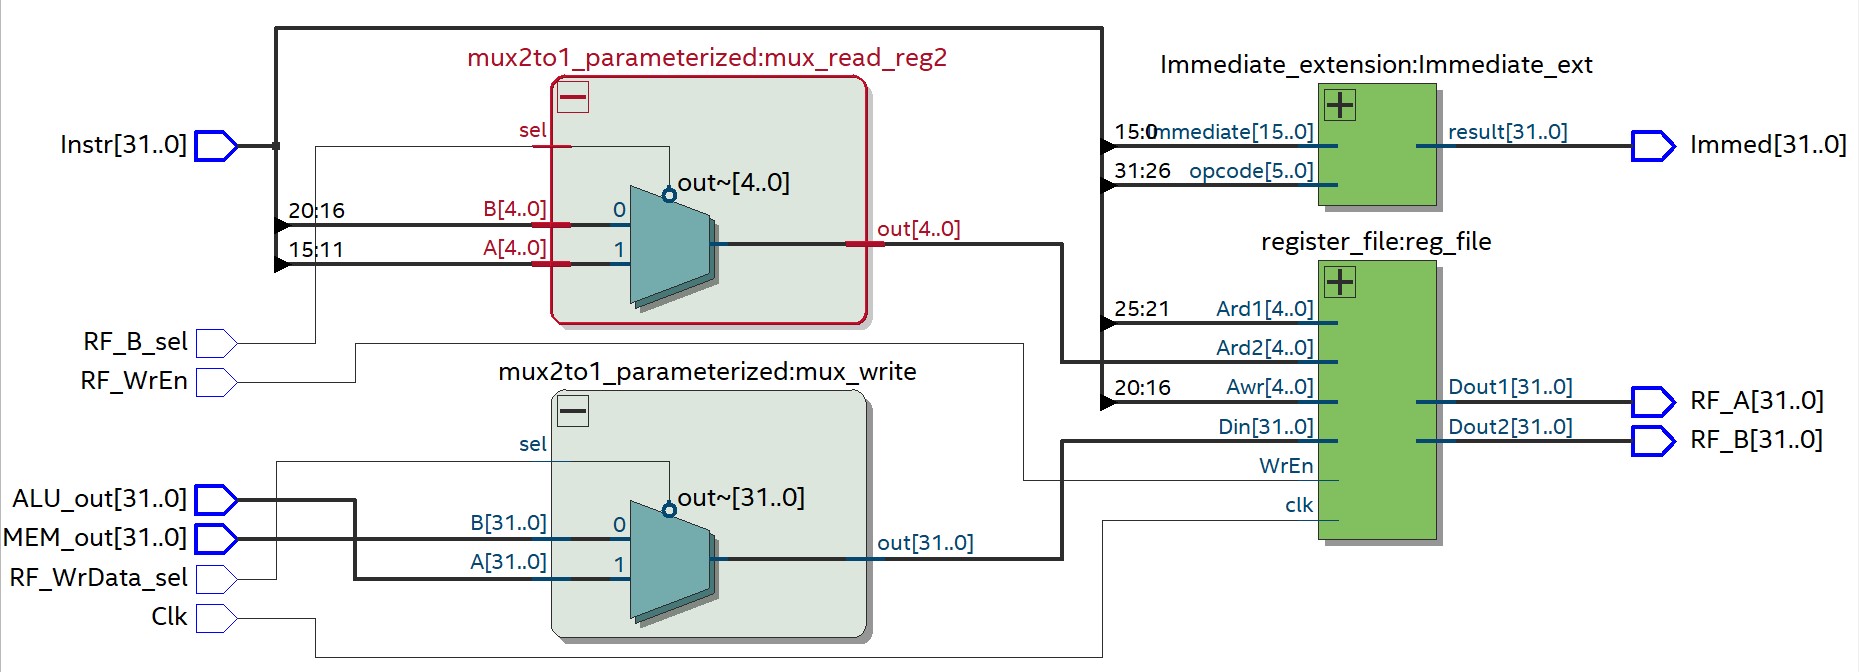 mux2to1_parameterized:mux_read_reg2
Immediate_extension:Immediate_ext
Instr[31..0]
sel
15:0
Immediate[15..0]
result[31..0]
Immed[31..0]
31:26
opcode[5..0]
out~[4..0]
20:16
B[4..0]
0
15:11
A[4..0]
1
out[4..0]
register_file:reg_file
25:21
Ard1[4..0]
RF_B_sel
Ard2[4..0]
RF_WrEn
mux2to1_parameterized:mux_write
20:16
Awr[4..0]
Dout1[31..0]
RF_A[31..0]
Din[31..0]
Dout2[31..0]
RF_B[31..0]
sel
WrEn
ALU_out[31..0]
out~[31..0]
clk
B[31..0]
0
MEM_out[31..0]
out[31..0]
A[31..0]
1
RF_WrData_sel
Clk